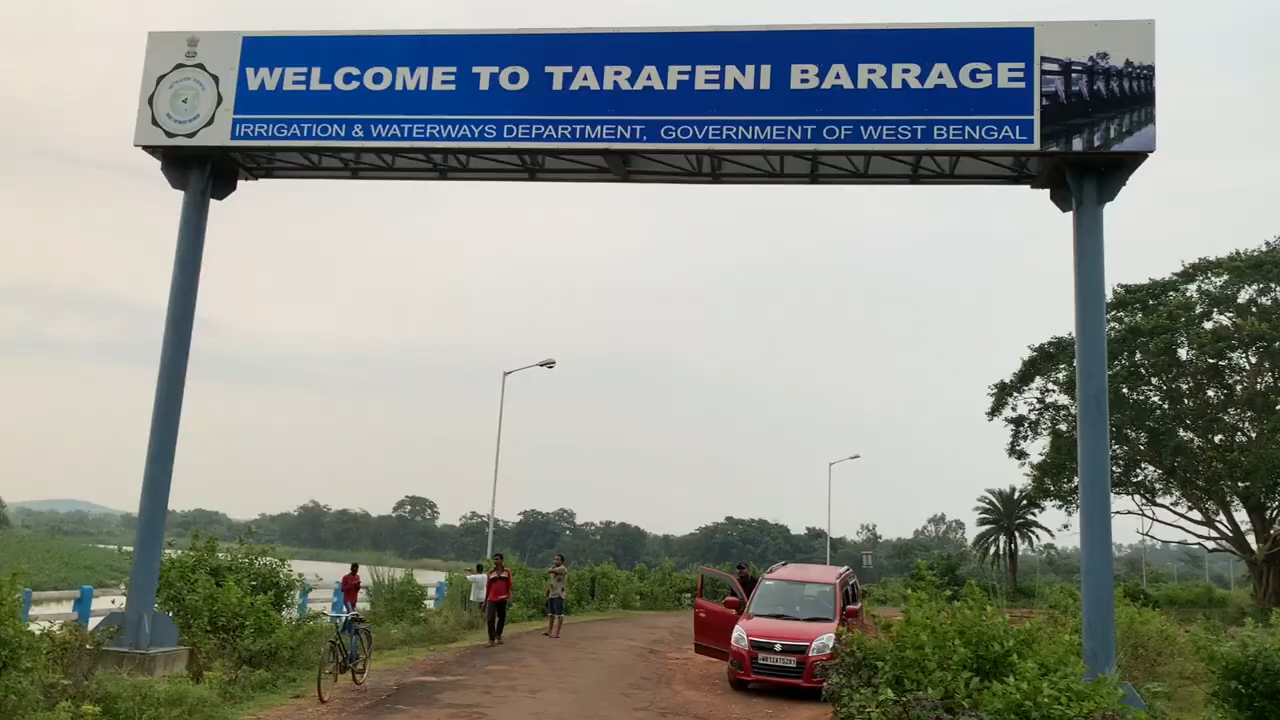 WELCOME TO TARAFENI BARRAGE
IRRIGATION & WATERWAYS DEPARTMENT, GOVERNMENT OF WEST BENGAL